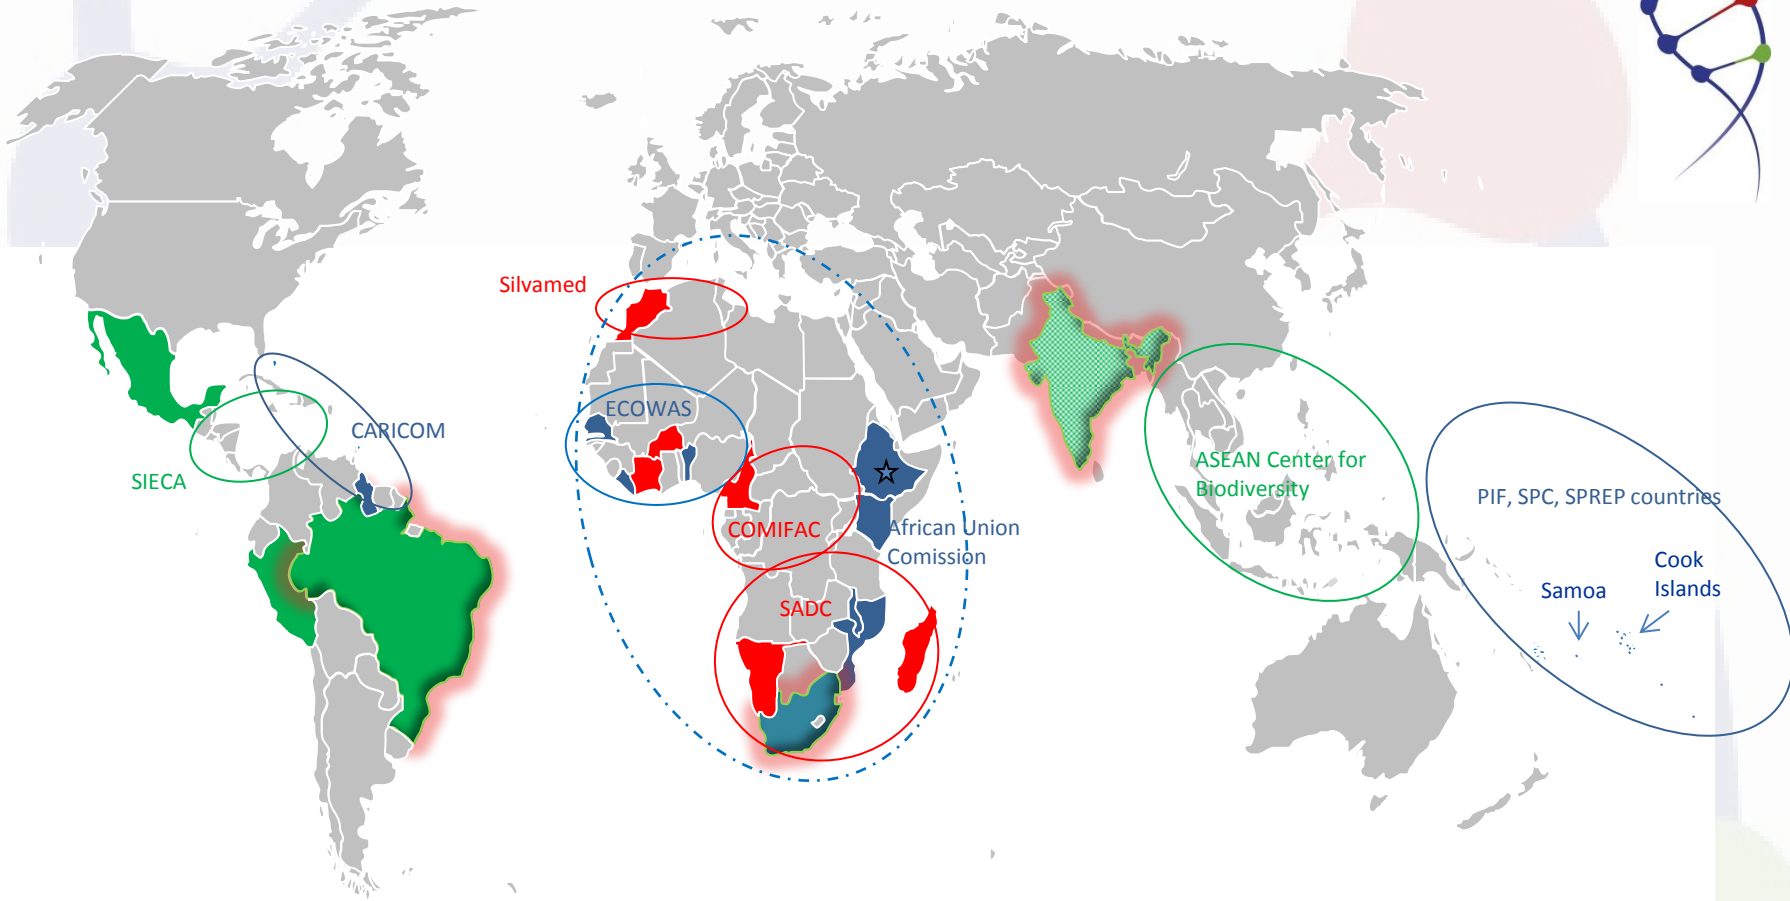 Silvamed
ECOWAS
CARICOM
SIECA
ASEAN Center for
Biodiversity
PIF, SPC, SPREP countries
COMIFAC
African Union
Comission
Cook
Islands
Samoa
SADC